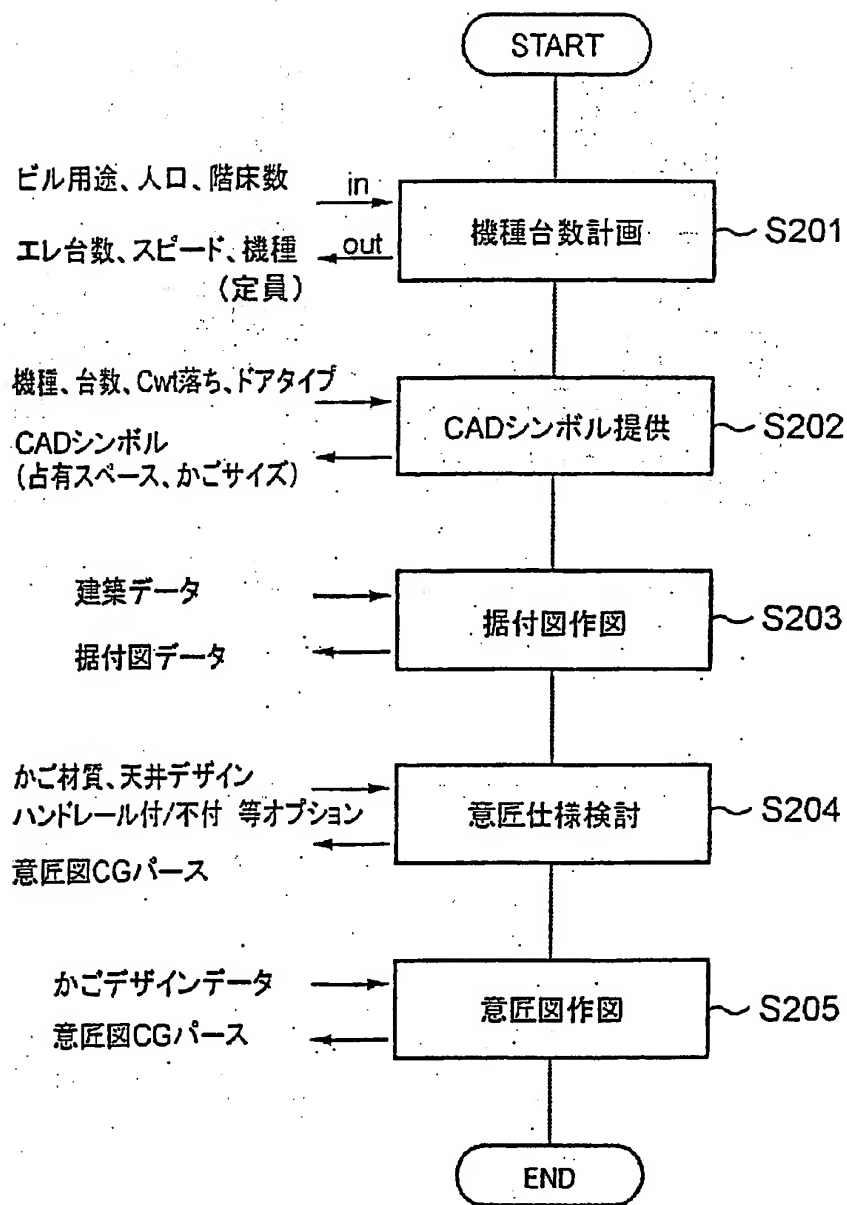 START
ビル用途、人口、階床数
in
エレ台数、スピード、機種
(定員)
out
機種台数計画
S201
機種、台数、Cwt落ち、ドアタイプ
CADシンボル
(占有スペース、かごサイズ)
CADシンボル提供
S202
建築データ
据付図データ
据付図作図
S203
かご材質、天井デザイン
ハンドレール付/不付 等オプション
意匠図CGパース
意匠仕様検討
S204
かごデザインデータ
意匠図CGパース
意匠図作図
S205
END